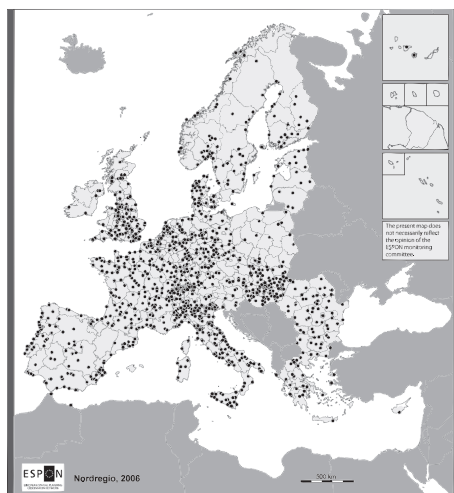 The present map does
not necessarily reflect
the opinion of the
ESPON monitoring
committee.
ESPON
Nordregio, 2006
500 km